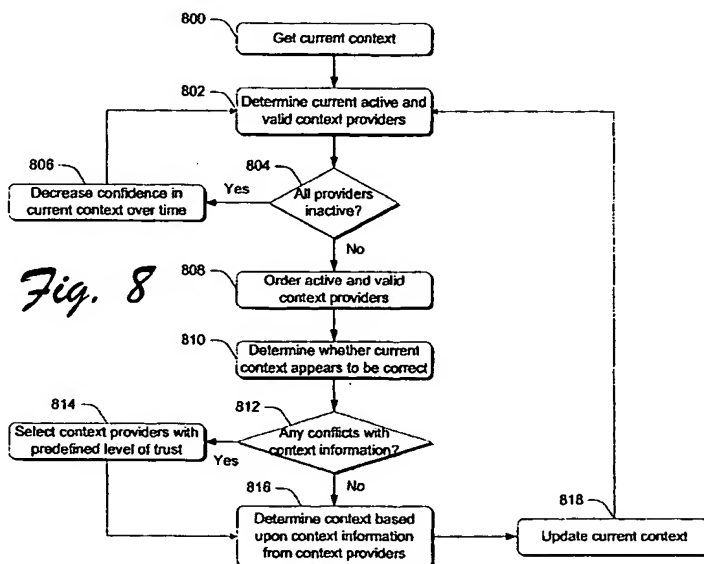 800
Get current context
802
Determine current active and
valid context providers
806
804
Decrease confidence in
current context over time
Yes
All providers
inactive?
No
Fig. 8
808
Order active and valid
context providers
810
Determine whether current
context appears to be correct
814
812
Select context providers with
predefined level of trust
Yes
Any conflicts with
context information?
No
816
818
Determine context based
upon context information
from context providers
Update current context